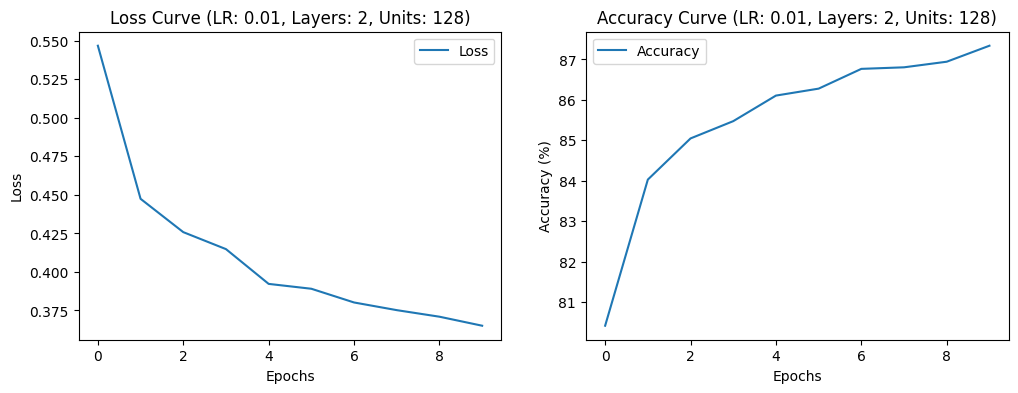 Loss Curve (LR: 0.01, Layers: 2, Units: 128)
Loss
0.550
0.525
0.500
0.475
0.450
0.425
0.400
0.375
Loss
0 2 4 6 8
Epochs
Accuracy Curve (LR: 0.01, Layers: 2, Units: 128)
Accuracy
87
86
85
84
83
82
81
Accuracy (%)
0 2 4 6 8
Epochs